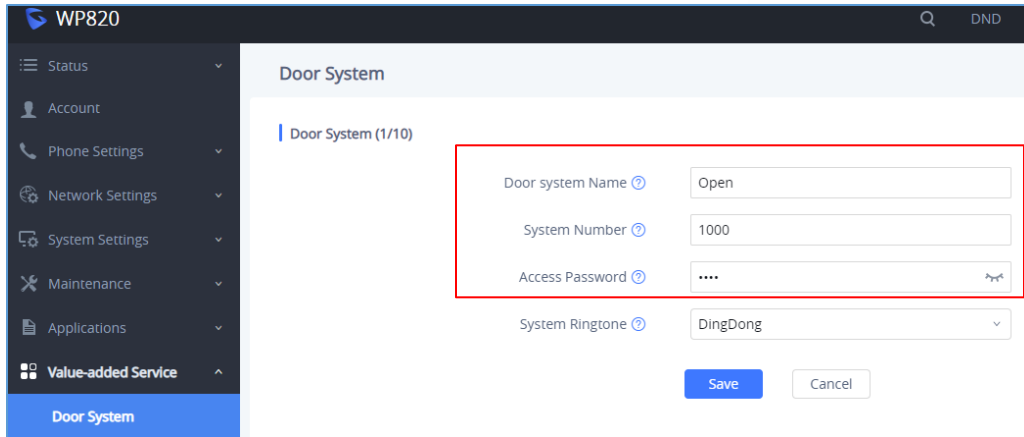 WP820
DND
Status
Account
Phone Settings
Network Settings
System Settings
Maintenance
Applications
Value-added Service
Door System
Door System
Door System (1/10)
Door system Name ? Open
System Number ? 1000
Access Password ? ••••
System Ringtone ? DingDong
Save Cancel